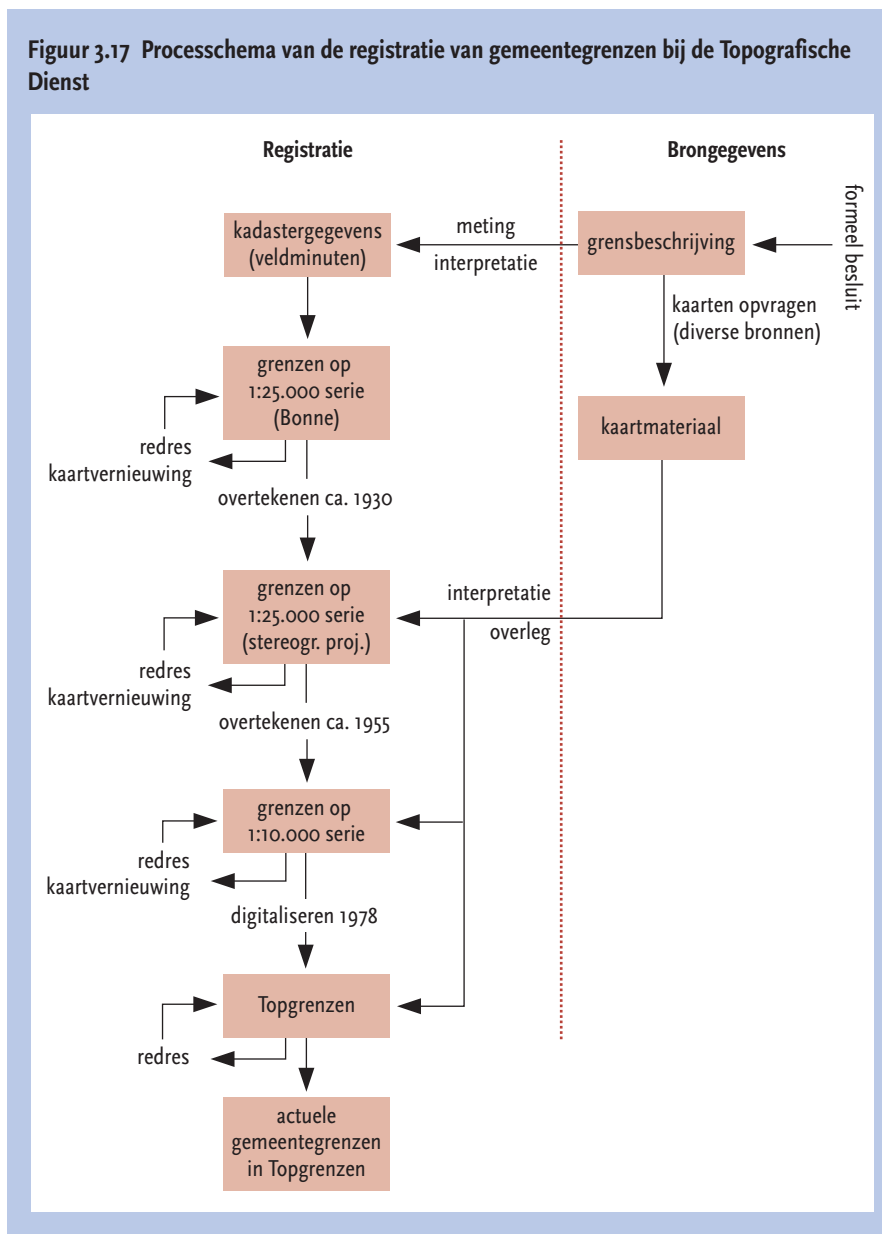 Figuur 3.17 Processchema van de registratie van gemeentegrenzen bij de Topografische
Dienst
Registratie
Brongegevens
kadastergegevens
(veldminuten)
meting
interpretatie
grensbeschrijving
formeel besluit
kaarten opvragen
(diverse bronnen)
grenzen op
1:25.000 serie
(Bonne)
kaartmateriaal
redres
kaartvernieuwing
overtekenen ca. 1930
grenzen op
1:25.000 serie
(stereogr. proj.)
interpretatie
overleg
redres
kaartvernieuwing
overtekenen ca. 1955
grenzen op
1:10.000 serie
redres
kaartvernieuwing
digitaliseren 1978
Topgrenzen
redres
actuele
gemeentegrenzen
in Topgrenzen